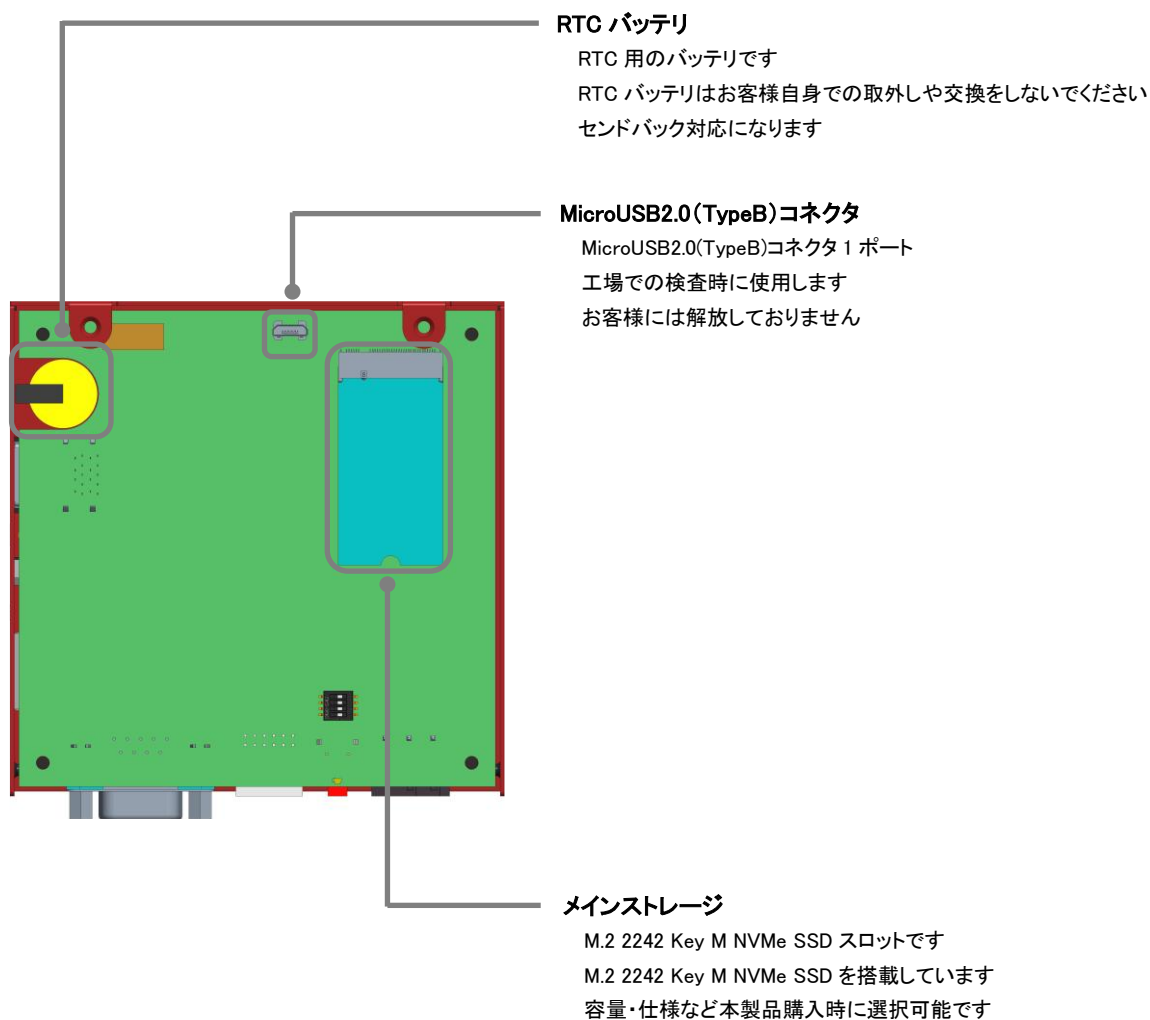 RTC バッテリ
RTC 用のバッテリです
RTC バッテリはお客様自身での取外しや交換をしないでください
センドバック対応になります
MicroUSB2.0(TypeB)コネクタ
MicroUSB2.0(TypeB)コネクタ 1 ポート
工場での検査時に使用します
お客様には解放しておりません
メインストレージ
M.2 2242 Key M NVMe SSD スロットです
M.2 2242 Key M NVMe SSD を搭載しています
容量・仕様など本製品購入時に選択可能です